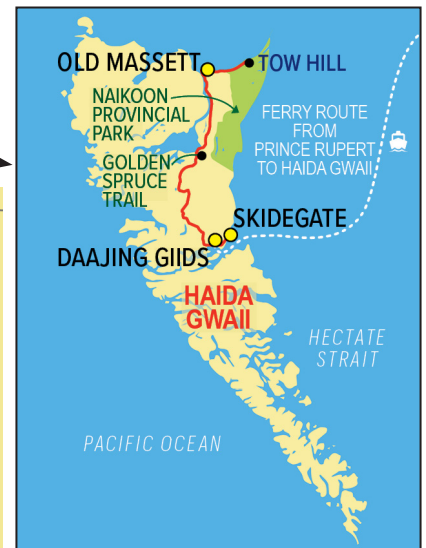 OLD MASSETT
TOW HILL
NAIKOON
PROVINCIAL
PARK
FERRY ROUTE
FROM
PRINCE RUPERT
TO HAIDA GWAII
GOLDEN
SPRUCE
TRAIL
SKIDEGATE
DAAJING GIIDS
HAIDA
GWAII
HECTATE
STRAIT
PACIFIC OCEAN